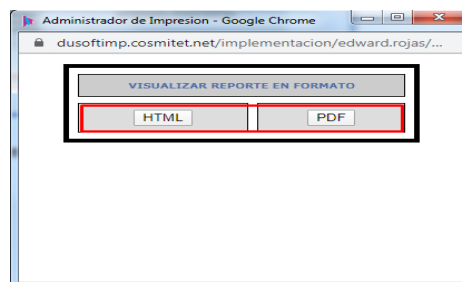 Administrador de Impresion - Google Chrome
dusoftimp.cosmitet.net/implementacion/edward.rojas/...
VISUALIZAR REPORTE EN FORMATO
HTML PDF